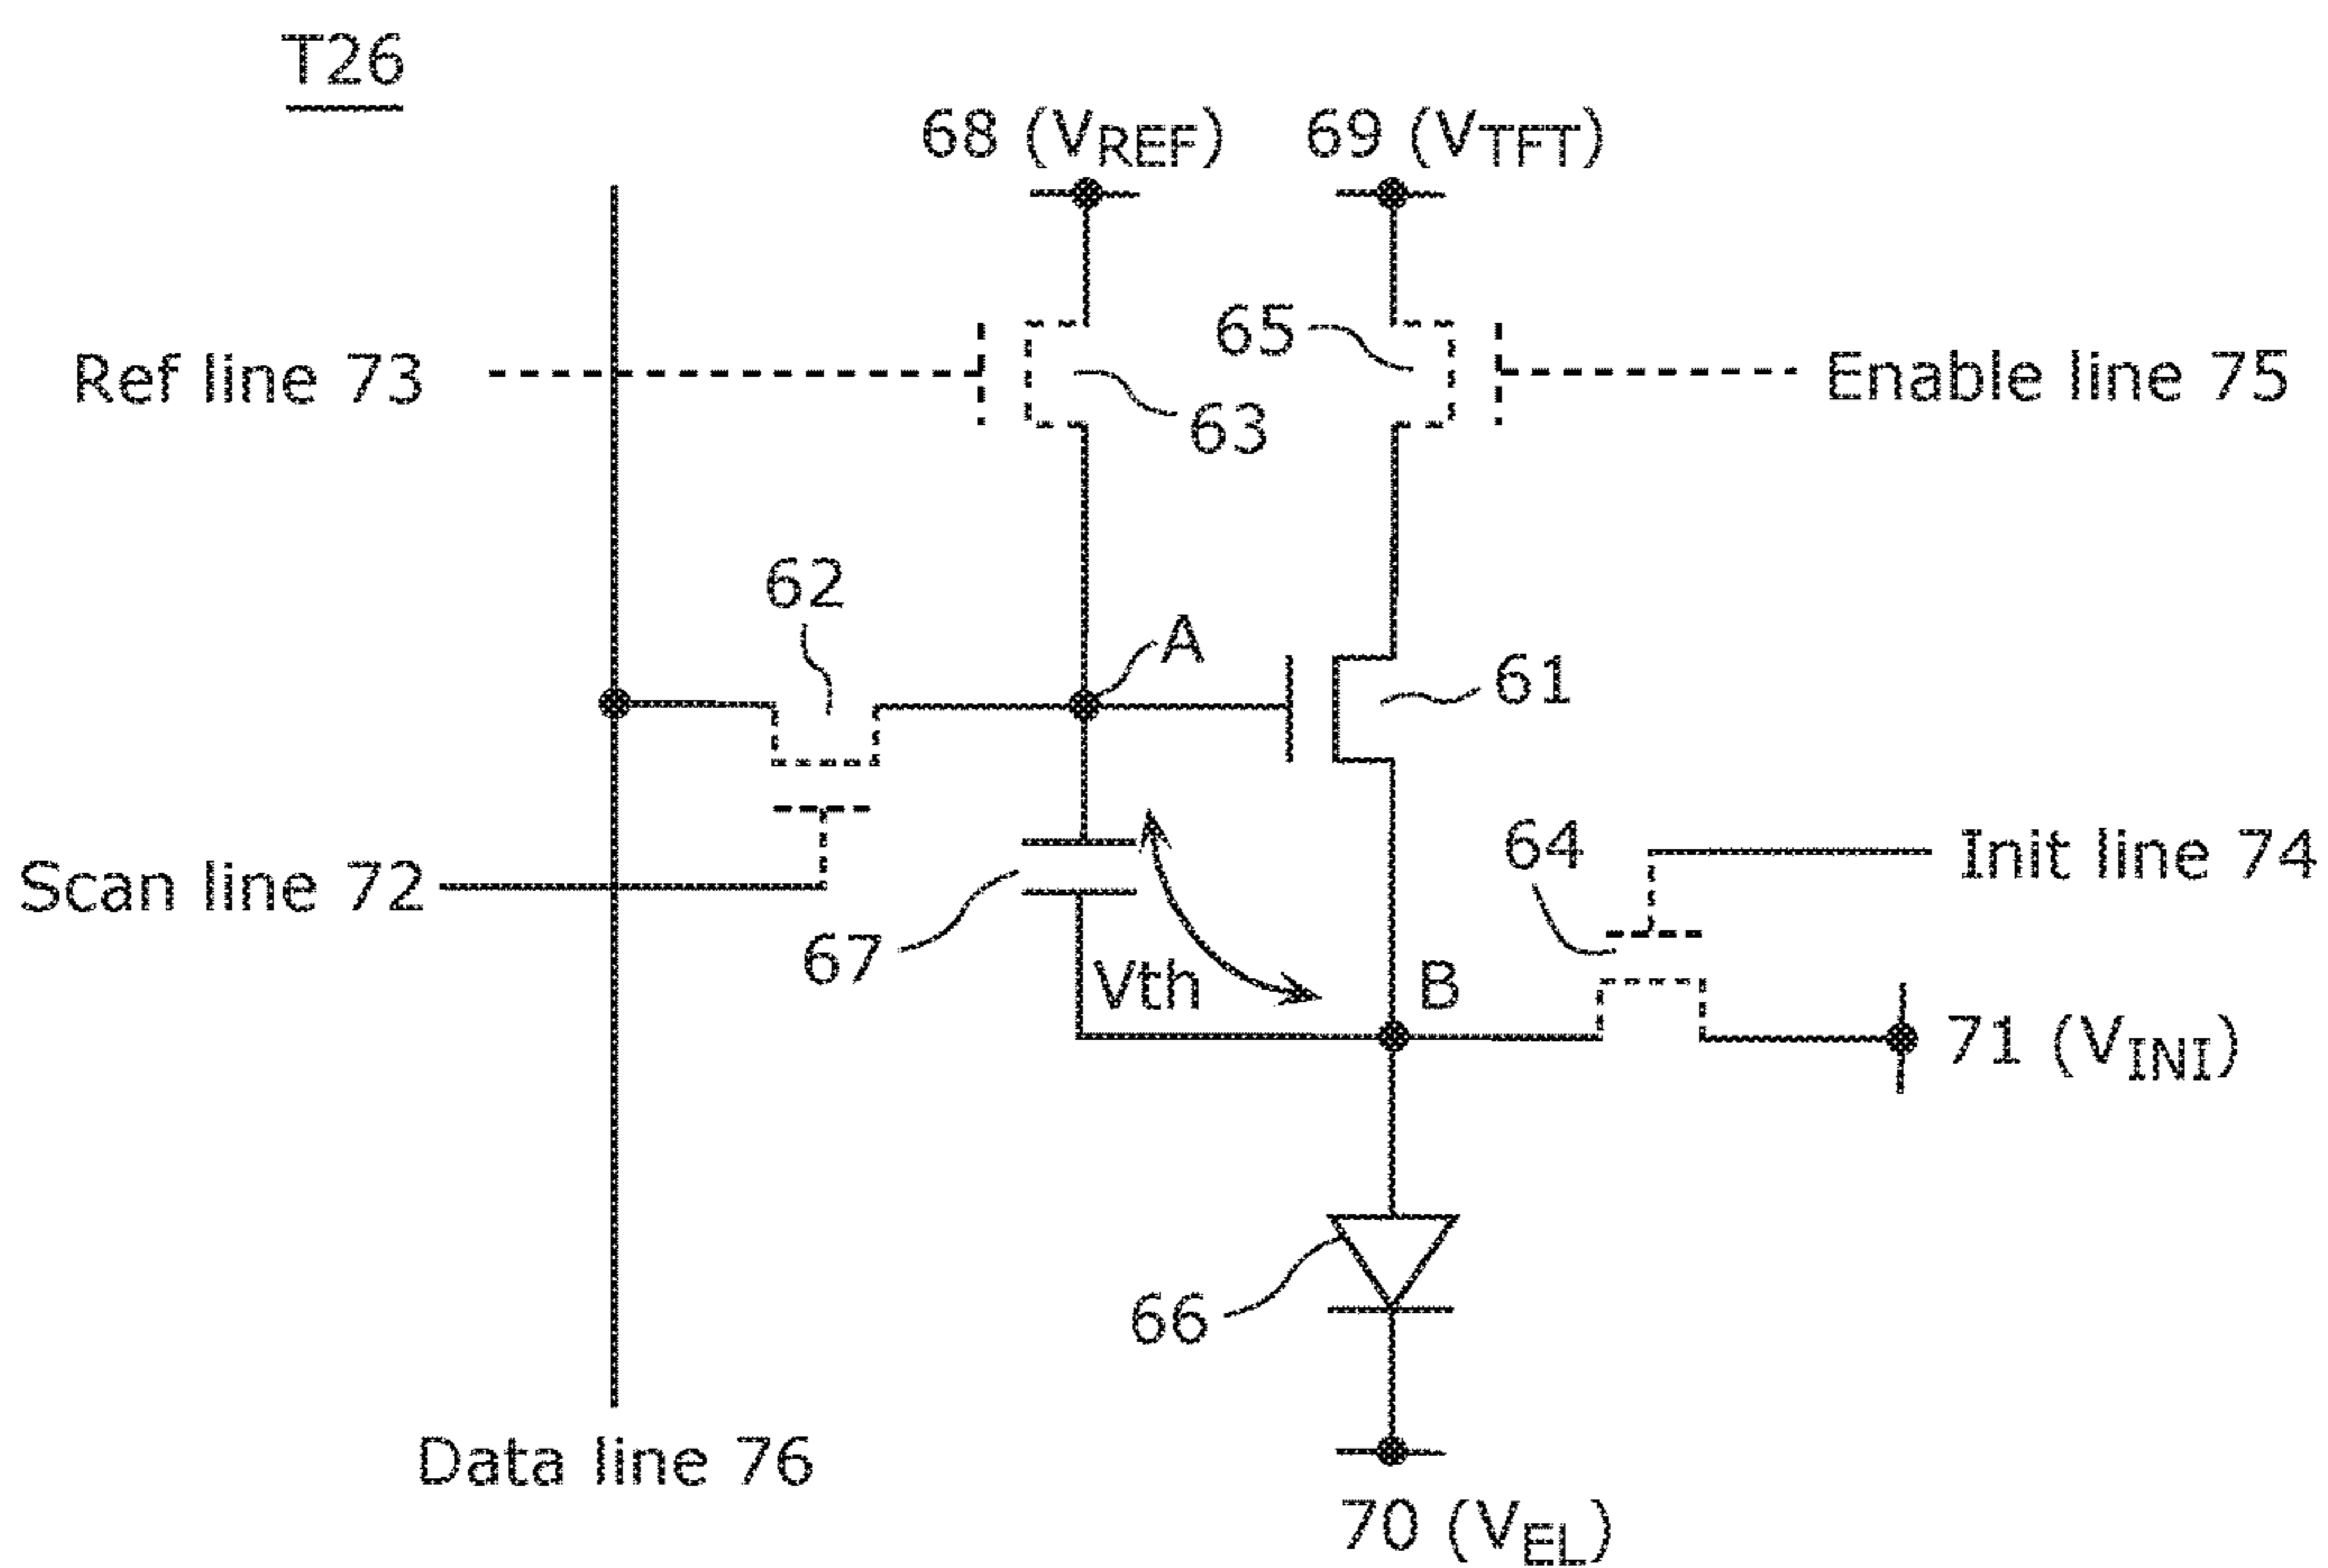 T26
68 (VREF)
69 (VTFT)
65
Ref line 73
63
Enable line 75
62
A
61
64
Init line 74
Scan line 72
67
Vth
B
71 (VINI)
66
Data line 76
70 (VEL)